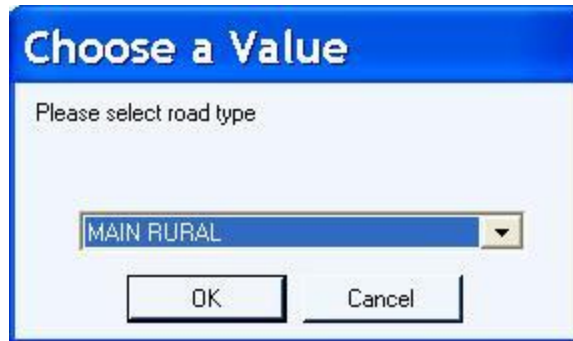 Choose a Value
Please select road type
MAIN RURAL
OK Cancel